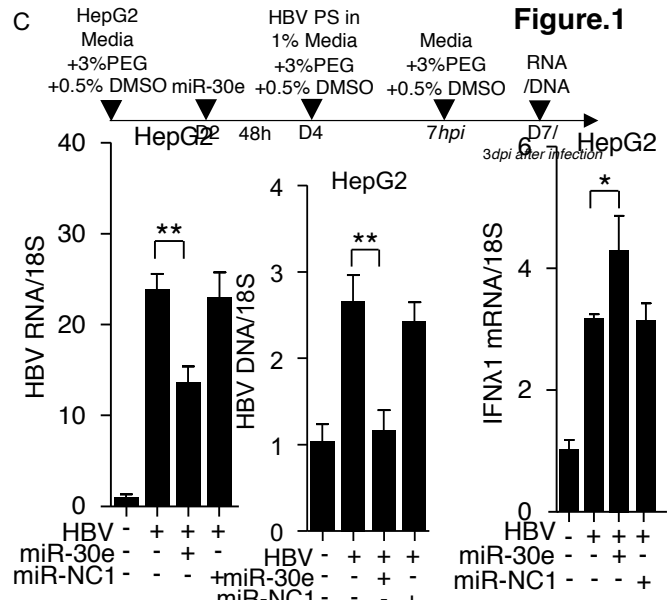 C
Figure.1
HepG2
Media
+3%PEG
+0.5% DMSO
miR-30e
HBV PS in
1% Media
+3%PEG
+0.5% DMSO
Media
+3%PEG
+0.5% DMSO
RNA
/DNA
D2
48h
D4
7hpi
D7/
3dpi after infection
HepG2
HBV RNA/18S
40
30
20
10
0
**
HBV - + + +
miR-30e - - + -
miR-NC1 - - - +
HepG2
HBV DNA/18S
4
3
2
1
0
**
HBV - + + +
miR-30e - - + -
miR-NC1 - - - +
HepG2
IFNλ1 mRNA/18S
6
4
2
0
*
HBV - + + +
miR-30e - - + -
miR-NC1 - - - +